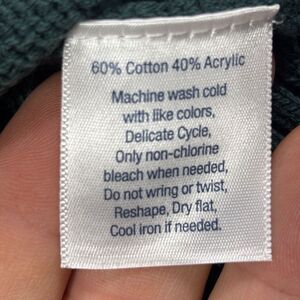 60% Cotton 40% Acrylic
Machine wash cold
with like colors,
Delicate Cycle,
Only non-chlorine
bleach when needed,
Do not wring or twist,
Reshape, Dry flat,
Cool iron if needed.